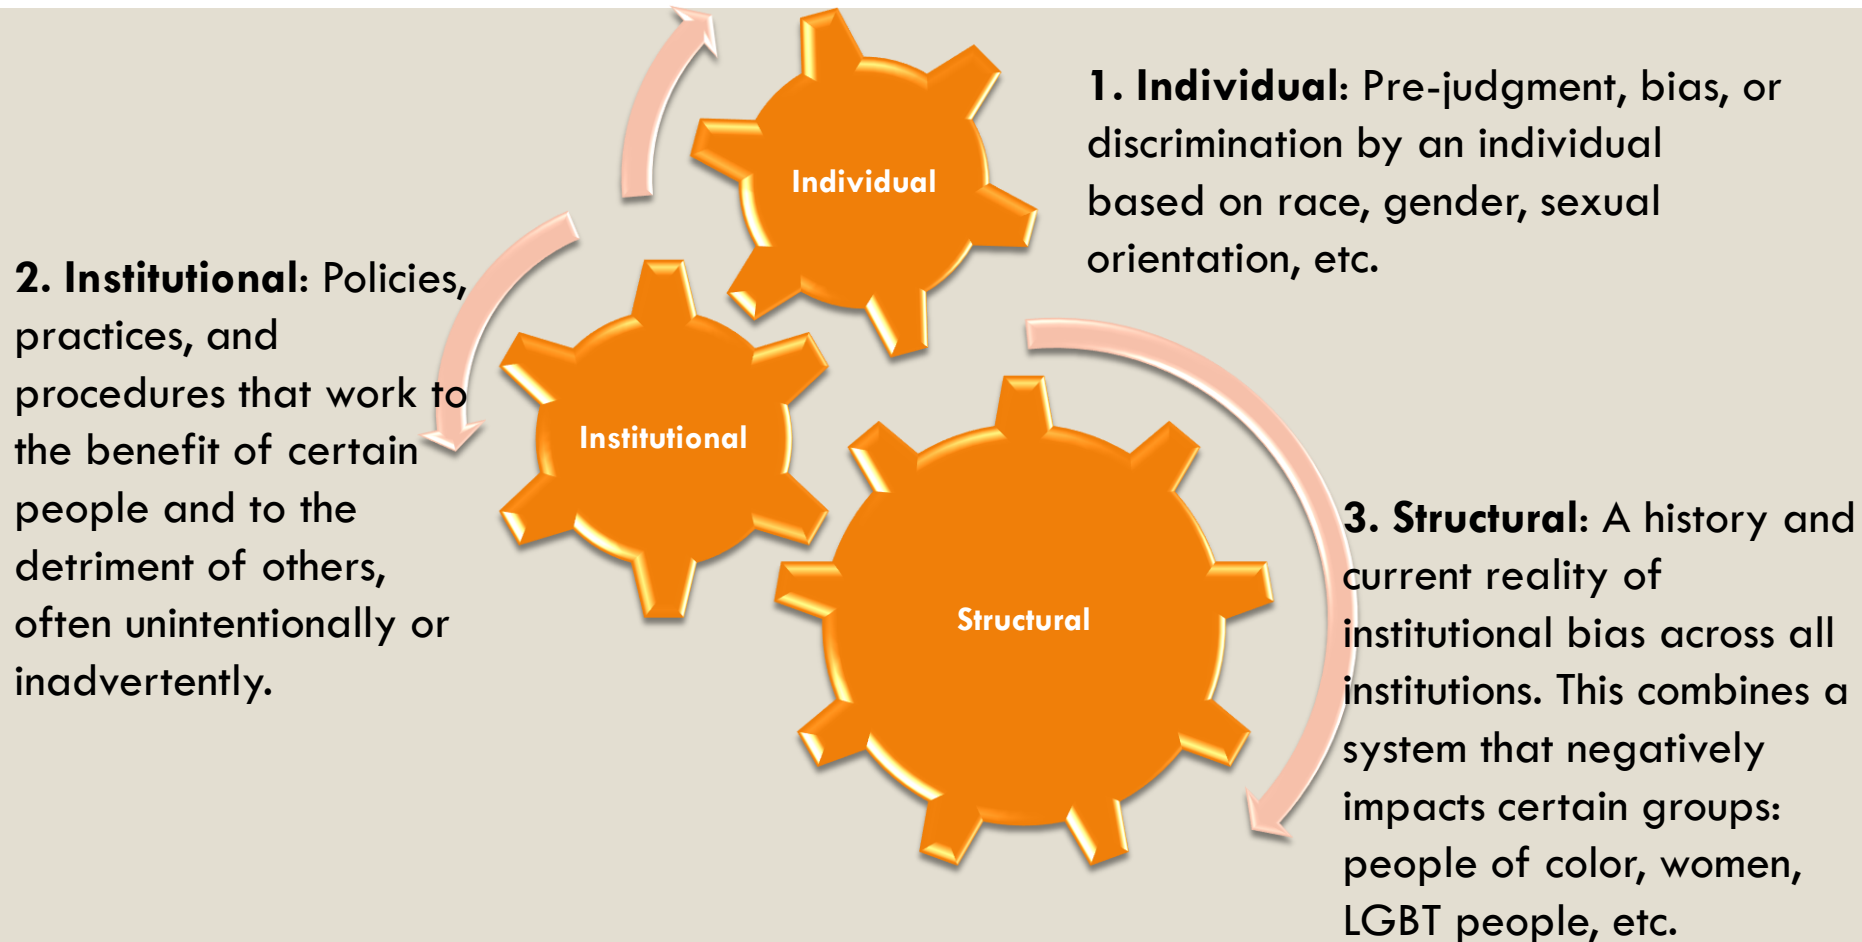 Individual
1. Individual: Pre-judgment, bias, or
discrimination by an individual
based on race, gender, sexual
orientation, etc.
2. Institutional: Policies,
practices, and
procedures that work to
the benefit of certain
people and to the
detriment of others,
often unintentionally or
inadvertently.
Institutional
Structural
3. Structural: A history and
current reality of
institutional bias across all
institutions. This combines a
system that negatively
impacts certain groups:
people of color, women,
LGBT people, etc.